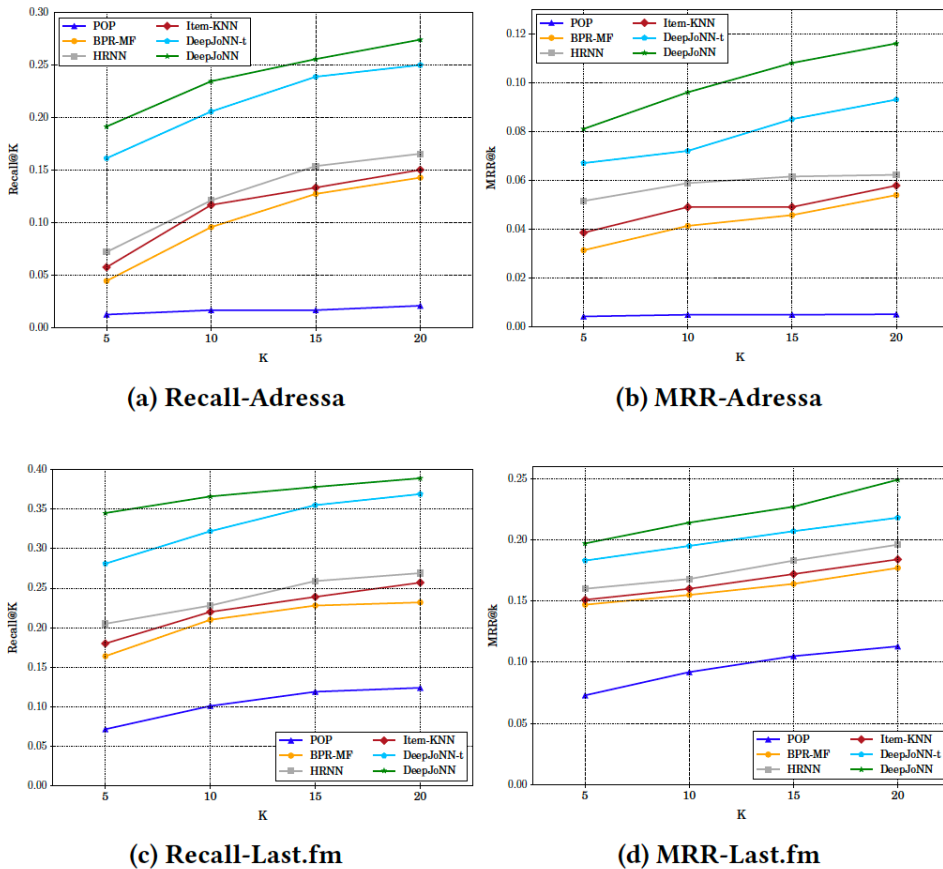 POP Item-KNN
BPR-MF DeepJoNN-t
HRNN DeepJoNN
0.30
0.25
0.20
0.15
0.10
0.05
0.00
Recall@K
5 10 15 20
K
(a) Recall-Adressa
POP Item-KNN
BPR-MF DeepJoNN-t
HRNN DeepJoNN
0.12
0.10
0.08
0.06
0.04
0.02
0.00
MRR@k
5 10 15 20
K
(b) MRR-Adressa
0.40
0.35
0.30
0.25
0.20
0.15
0.10
0.05
0.00
Recall@K
POP Item-KNN
BPR-MF DeepJoNN-t
HRNN DeepJoNN
5 10 15 20
K
(c) Recall-Last.fm
0.25
0.20
0.15
0.10
0.05
0.00
MRR@k
POP Item-KNN
BPR-MF DeepJoNN-t
HRNN DeepJoNN
5 10 15 20
K
(d) MRR-Last.fm